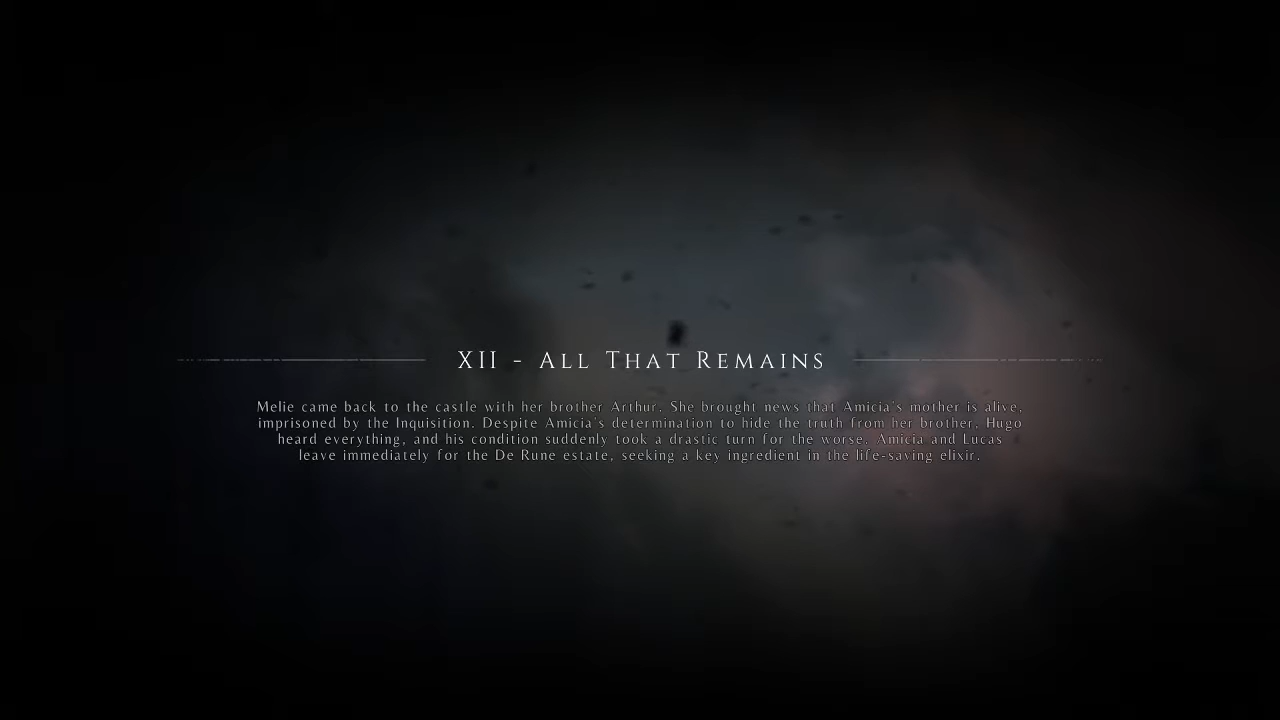 XII - All That Remains
Melie came back to the castle with her brother Arthur. She brought news that Amicia's mother is alive,
imprisoned by the Inquisition. Despite Amicia's determination to hide the truth from her brother, Hugo
heard everything, and his condition suddenly took a drastic turn for the worse. Amicia and Lucas
leave immediately for the De Rune estate, seeking a key ingredient in the life-saving elixir.